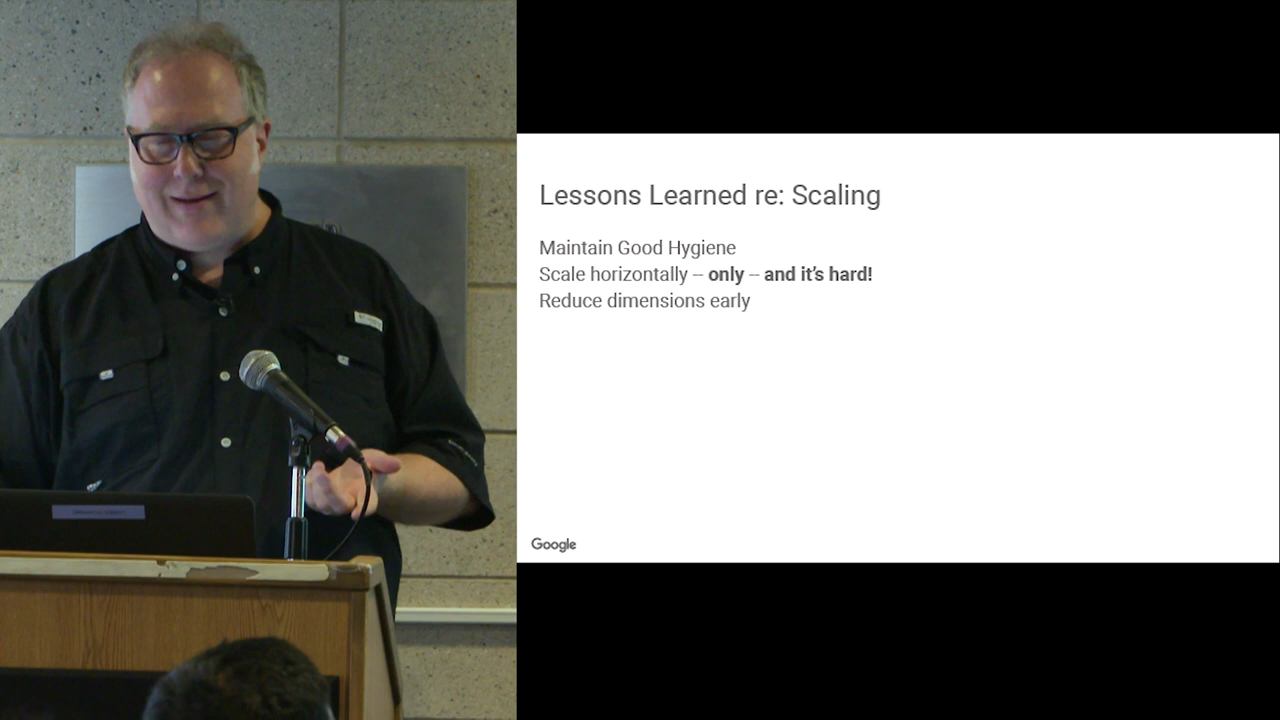 Lessons Learned re: Scaling
Maintain Good Hygiene
Scale horizontally – only – and it's hard!
Reduce dimensions early
Google